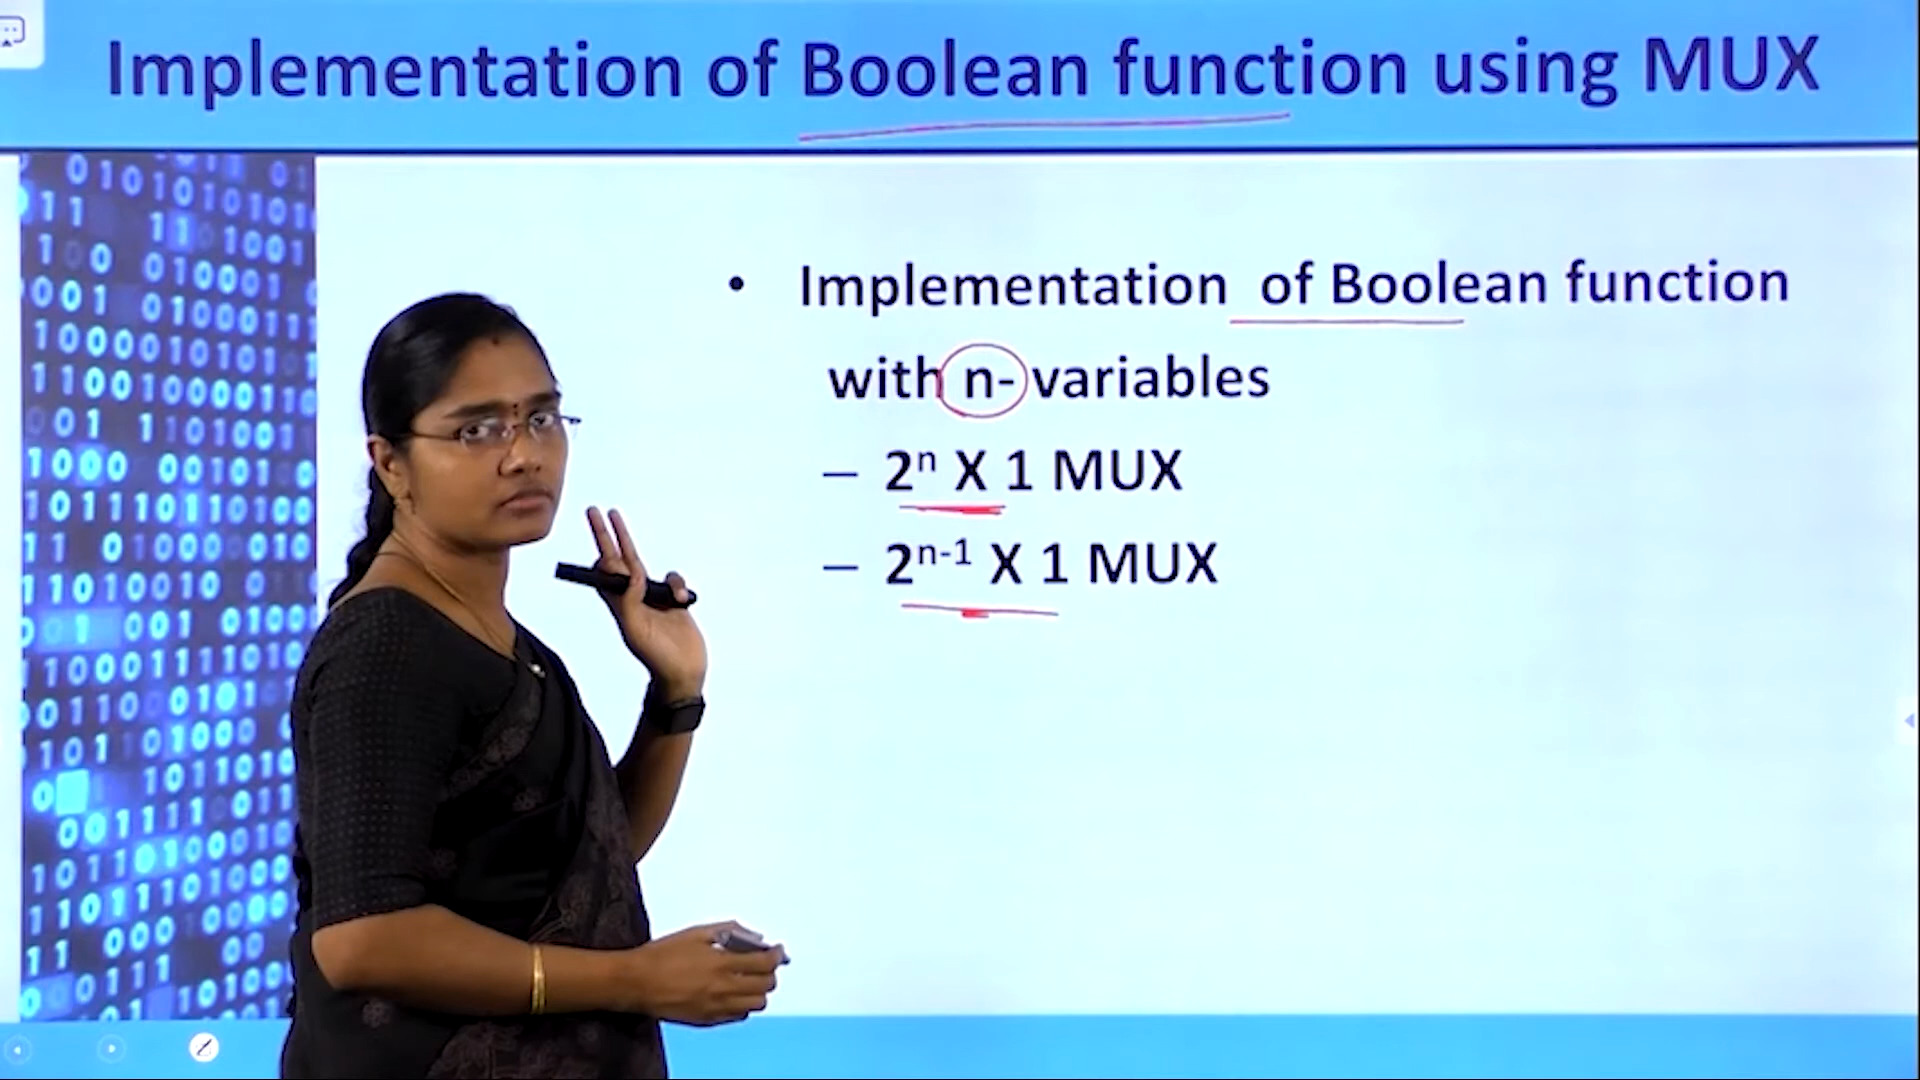 Implementation of Boolean function using MUX
• Implementation of Boolean function
with n- variables
– 2ⁿ X 1 MUX
– 2ⁿ⁻¹ X 1 MUX